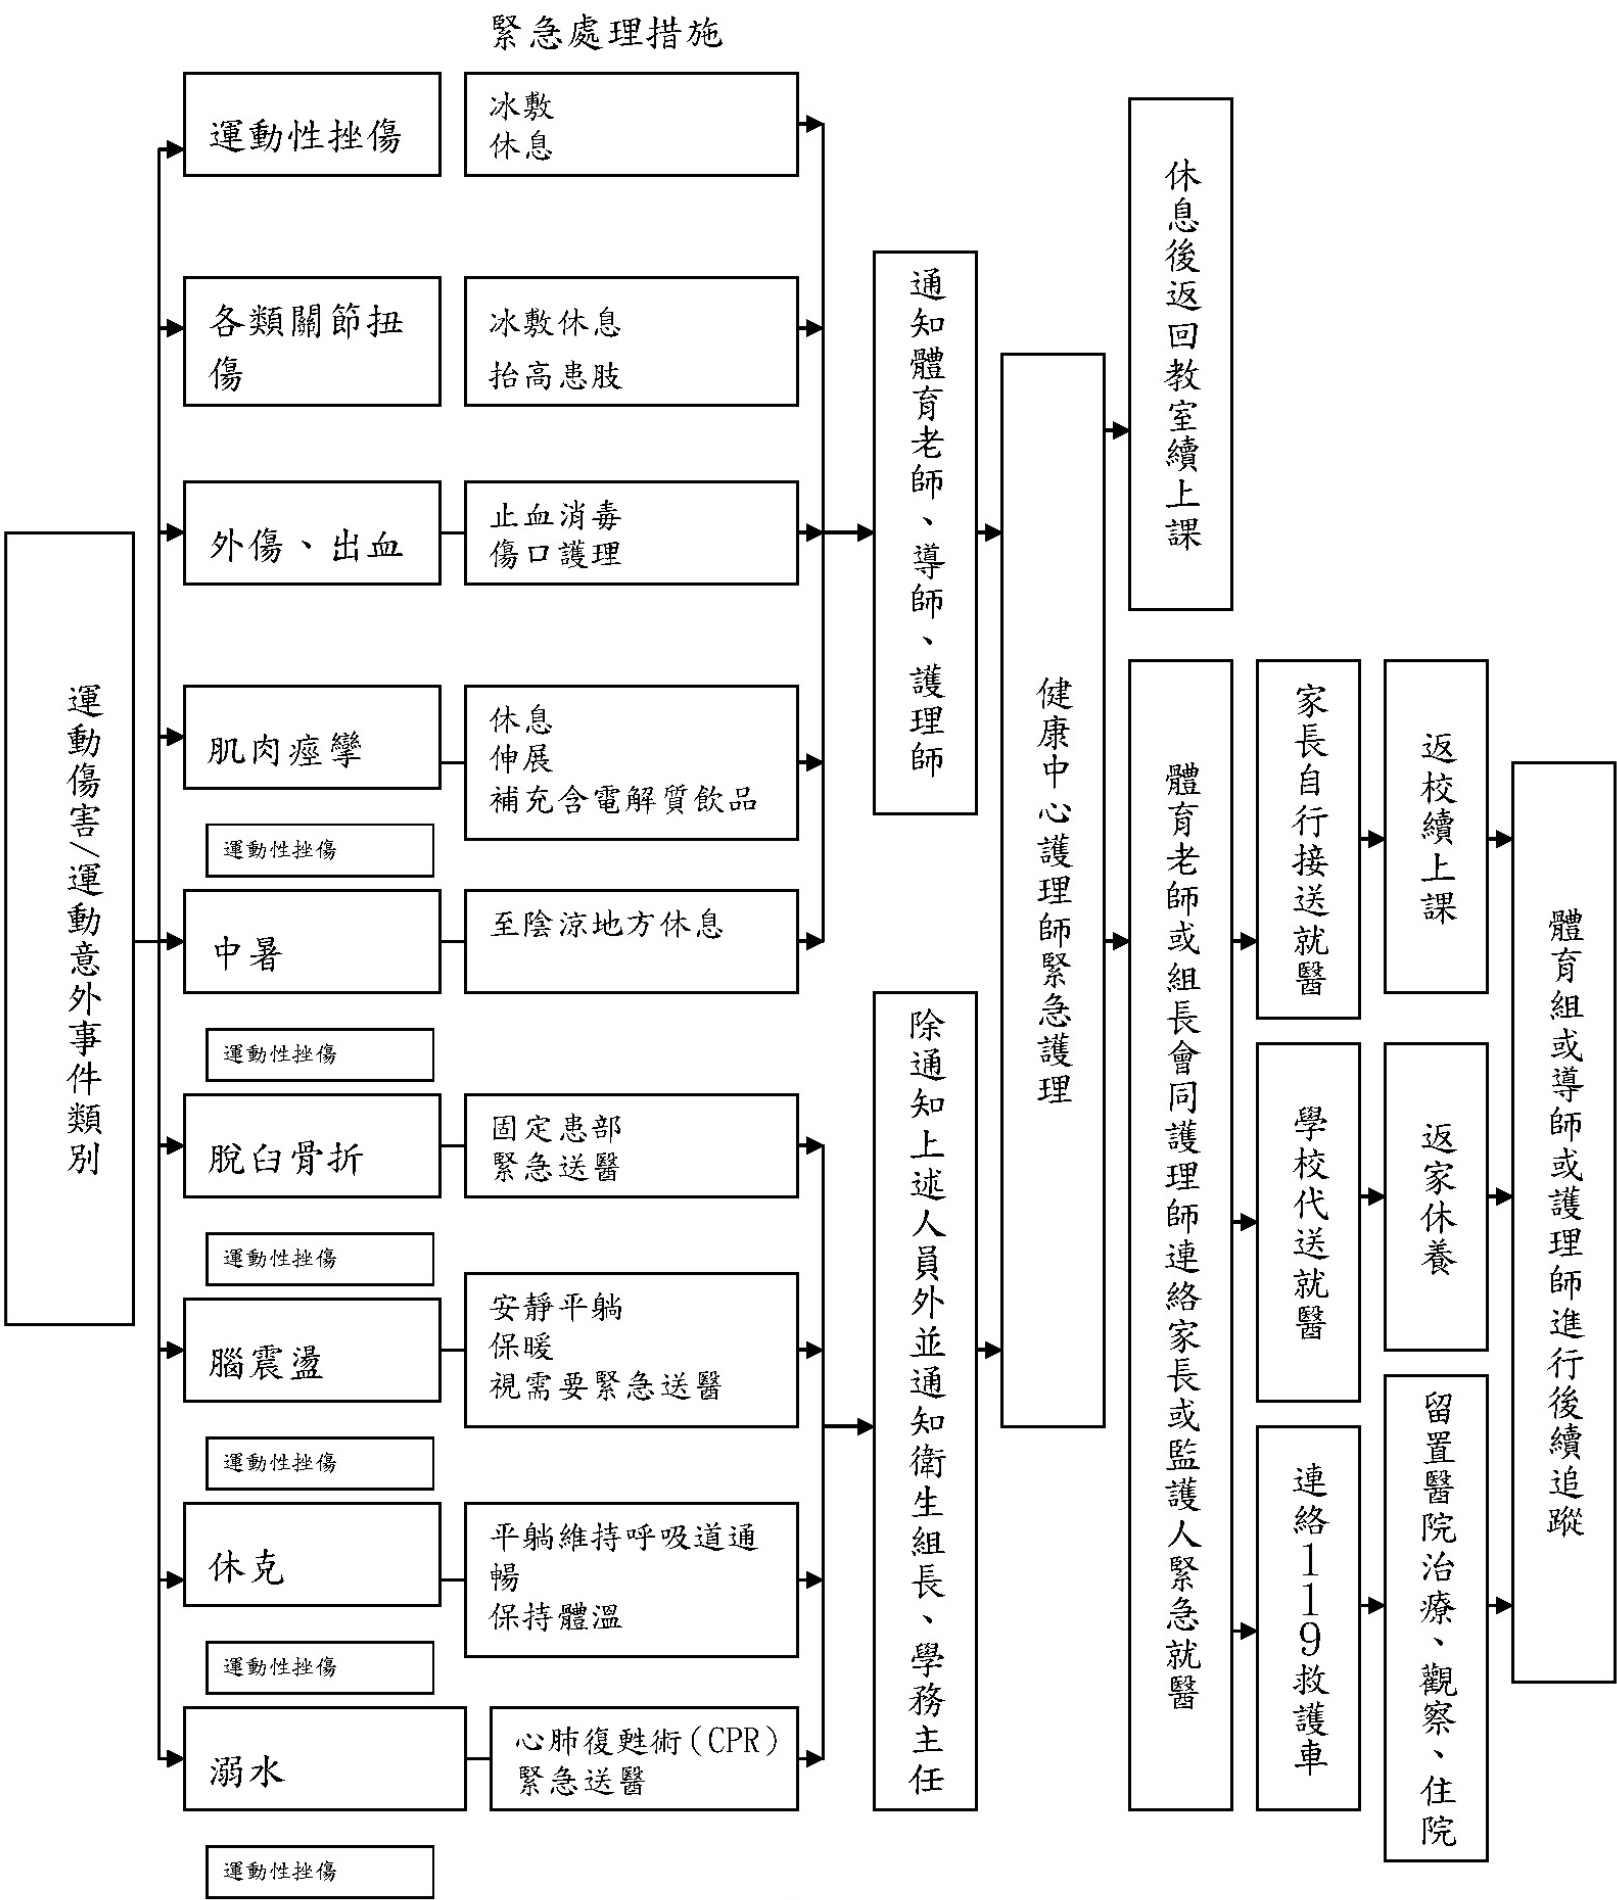 緊急處理措施
運動傷害/運動意外事件類別
運動性挫傷
冰敷
休息
各類關節扭
傷
冰敷休息
抬高患肢
外傷、出血
止血消毒
傷口護理
肌肉痙攣
休息
伸展
補充含電解質飲品
運動性挫傷
中暑
至陰涼地方休息
運動性挫傷
脫臼骨折
固定患部
緊急送醫
運動性挫傷
腦震盪
安靜平躺
保暖
視需要緊急送醫
運動性挫傷
休克
平躺維持呼吸道通
暢
保持體溫
運動性挫傷
溺水
心肺復甦術(CPR)
緊急送醫
運動性挫傷
通知體育老師、導師、護理師
除通知上述人員外並通知衛生組長、學務主任
健康中心護理師緊急護理
休息後返回教室續上課
體育老師或組長會同護理師連絡家長或監護人緊急就醫
家長自行接送就醫
學校代送就醫
連絡119救護車
返校續上課
返家休養
留置醫院治療、觀察、住院
體育組或導師或護理師進行後續追蹤